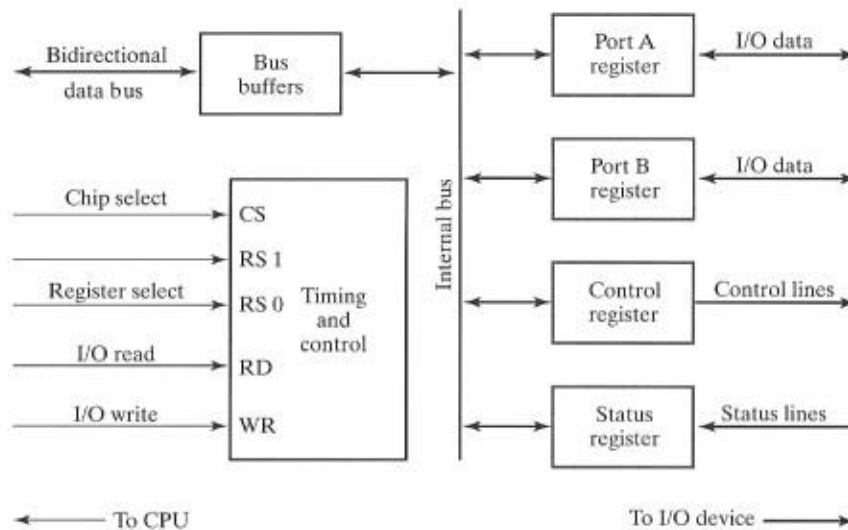 Bidirectional
data bus
Bus
buffers
Internal bus
Port A
register
I/O data
Port B
register
I/O data
Chip select
CS
RS 1
Register select
RS 0
Timing
and
control
I/O read
RD
I/O write
WR
Control
register
Control lines
Status
register
Status lines
To CPU
To I/O device